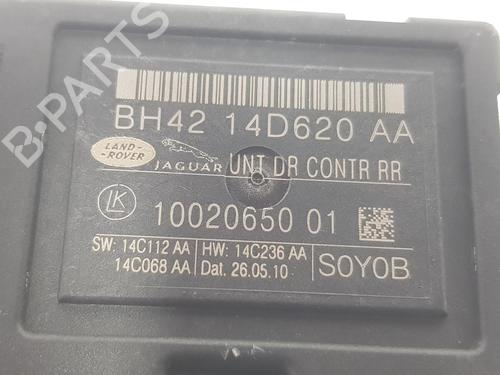 BH42 14D620 AA
LAND-
ROVER
JAGUAR UNT DR CONTR RR
LK 10020650 01
SW: 14C112 AA HW: 14C236 AA
14C068 AA Dat. 26.05.10
SOYOB
B-PARTS